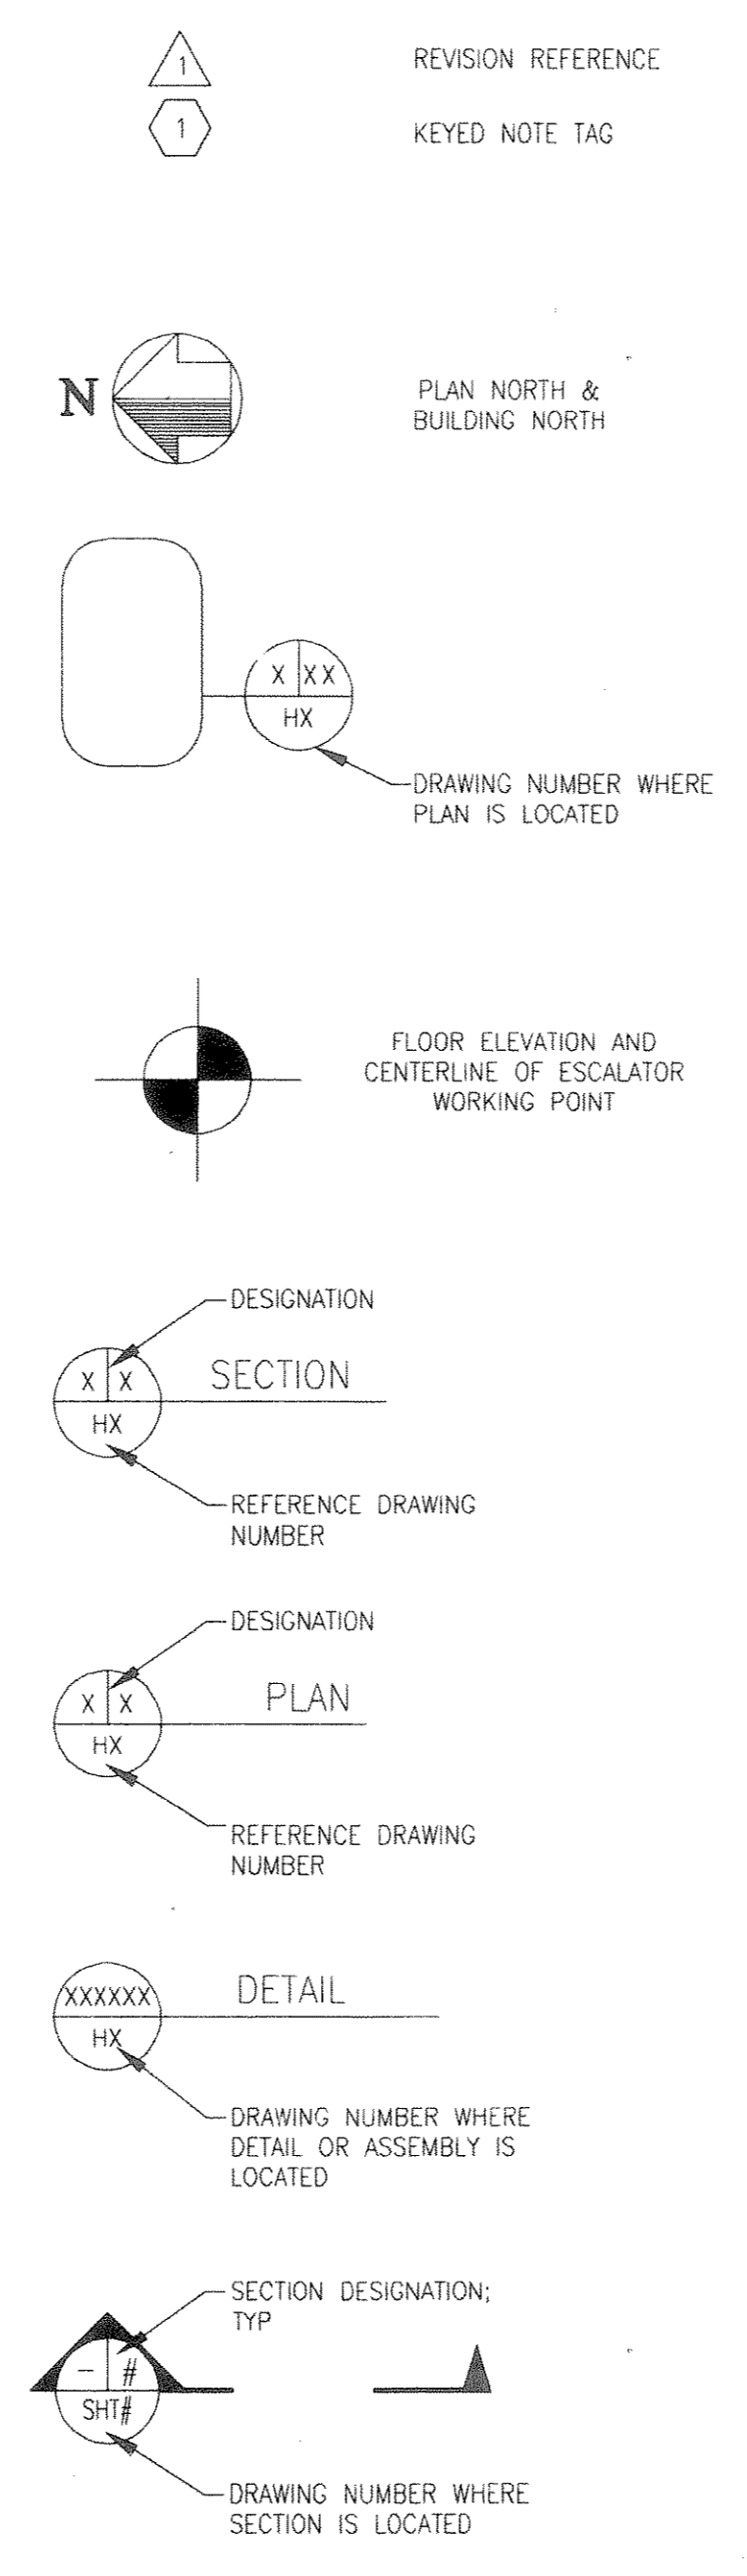 1 REVISION REFERENCE
1 KEYED NOTE TAG
N
PLAN NORTH &
BUILDING NORTH
X XX
HX
DRAWING NUMBER WHERE
PLAN IS LOCATED
FLOOR ELEVATION AND
CENTERLINE OF ESCALATOR
WORKING POINT
DESIGNATION
X X SECTION
HX
REFERENCE DRAWING
NUMBER
DESIGNATION
X X PLAN
HX
REFERENCE DRAWING
NUMBER
XXXXXX DETAIL
HX
DRAWING NUMBER WHERE
DETAIL OR ASSEMBLY IS
LOCATED
SECTION DESIGNATION;
TYP
– #
SHT#
DRAWING NUMBER WHERE
SECTION IS LOCATED